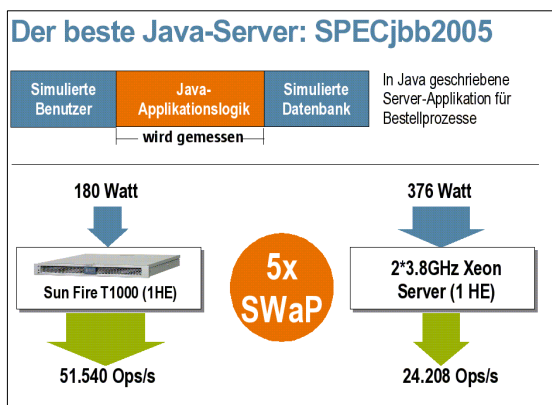 Der beste Java-Server: SPECjbb2005
Simulierte
Benutzer
Java-
Applikationslogik
Simulierte
Datenbank
In Java geschriebene
Server-Applikation für
Bestellprozesse
wird gemessen
180 Watt
376 Watt
Sun Fire T1000 (1HE)
5x
SWaP
2*3.8GHz Xeon
Server (1 HE)
51.540 Ops/s
24.208 Ops/s